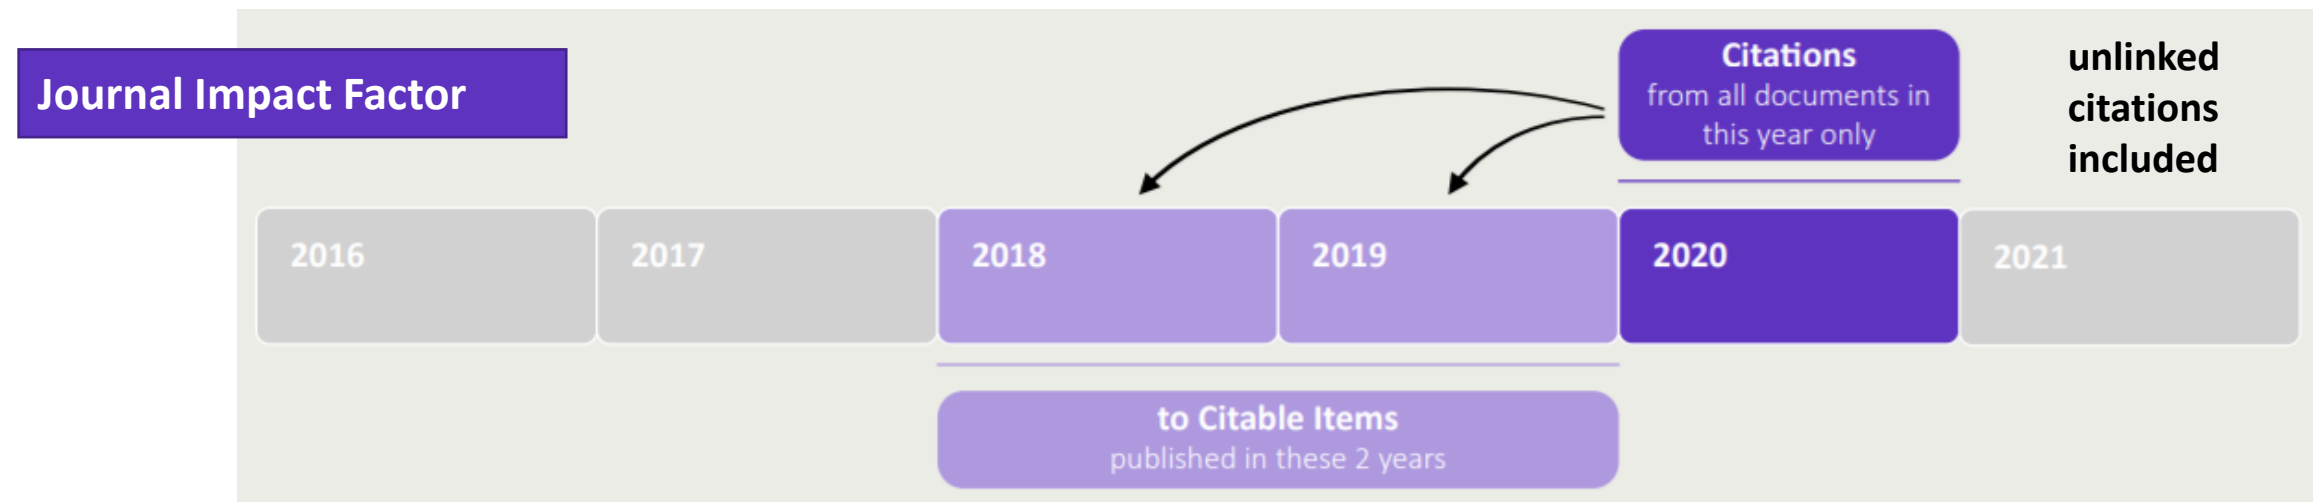 Journal Impact Factor
Citations
from all documents in
this year only
unlinked
citations
included
2016
2017
2018
2019
2020
2021
to Citable Items
published in these 2 years